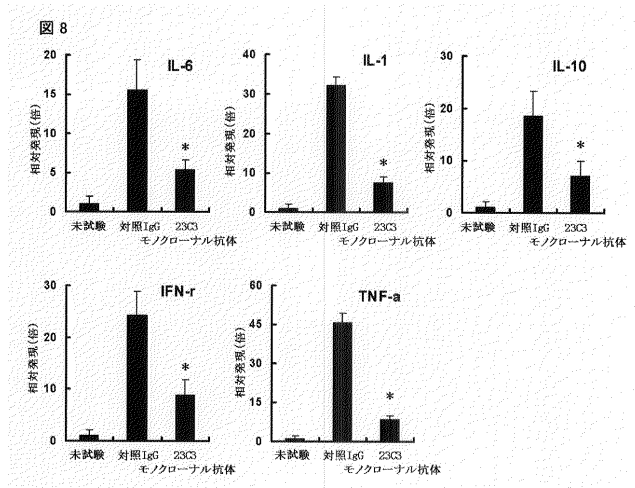 図 8
IL-6
相対発現(倍)
20
15
10
5
0
*
未試験 対照IgG 23C3
モノクローナル抗体
IL-1
相対発現(倍)
40
30
20
10
0
*
未試験 対照IgG 23C3
モノクローナル抗体
IL-10
相対発現(倍)
30
20
10
0
*
未試験 対照IgG 23C3
モノクローナル抗体
IFN-r
相対発現(倍)
30
20
10
0
*
未試験 対照IgG 23C3
モノクローナル抗体
TNF-a
相対発現(倍)
60
45
30
15
0
*
未試験 対照IgG 23C3
モノクローナル抗体